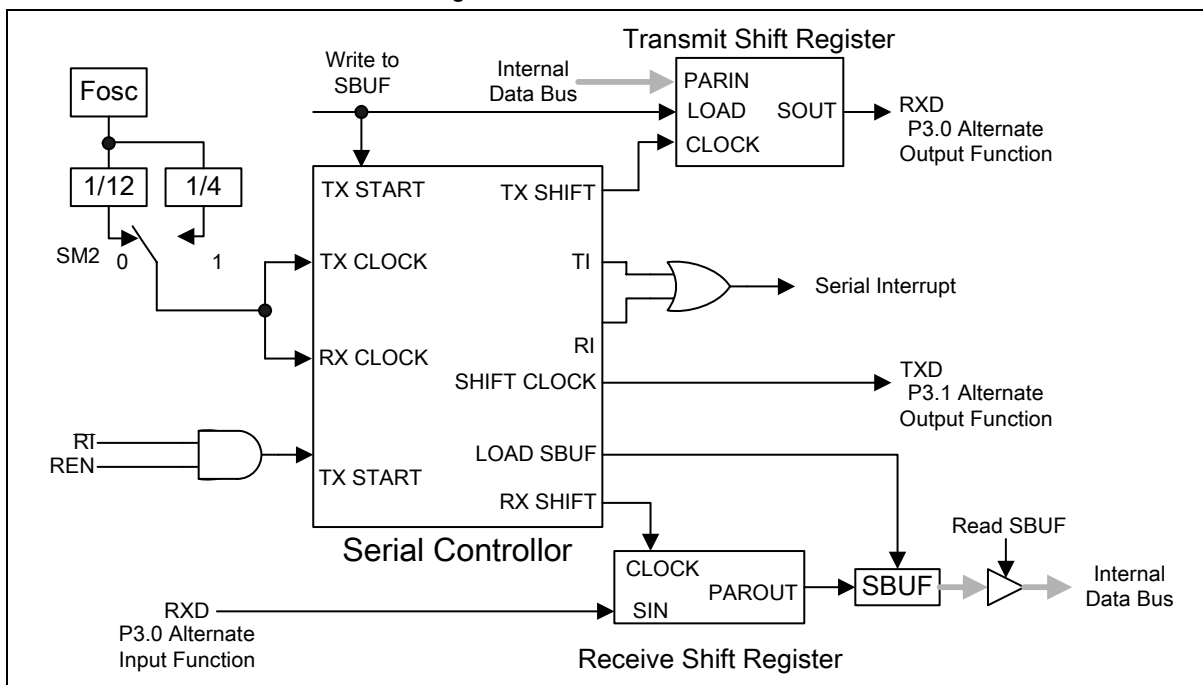 Transmit Shift Register
Write to
SBUF
Internal
Data Bus
Fosc
PARIN
LOAD
SOUT
CLOCK
RXD
P3.0 Alternate
Output Function
1/12
1/4
SM2
0
1
TX START
TX SHIFT
TX CLOCK
TI
Serial Interrupt
RX CLOCK
RI
SHIFT CLOCK
TXD
P3.1 Alternate
Output Function
RI
REN
TX START
LOAD SBUF
RX SHIFT
Serial Controllor
Read SBUF
CLOCK
PAROUT
SIN
SBUF
Internal
Data Bus
RXD
P3.0 Alternate
Input Function
Receive Shift Register